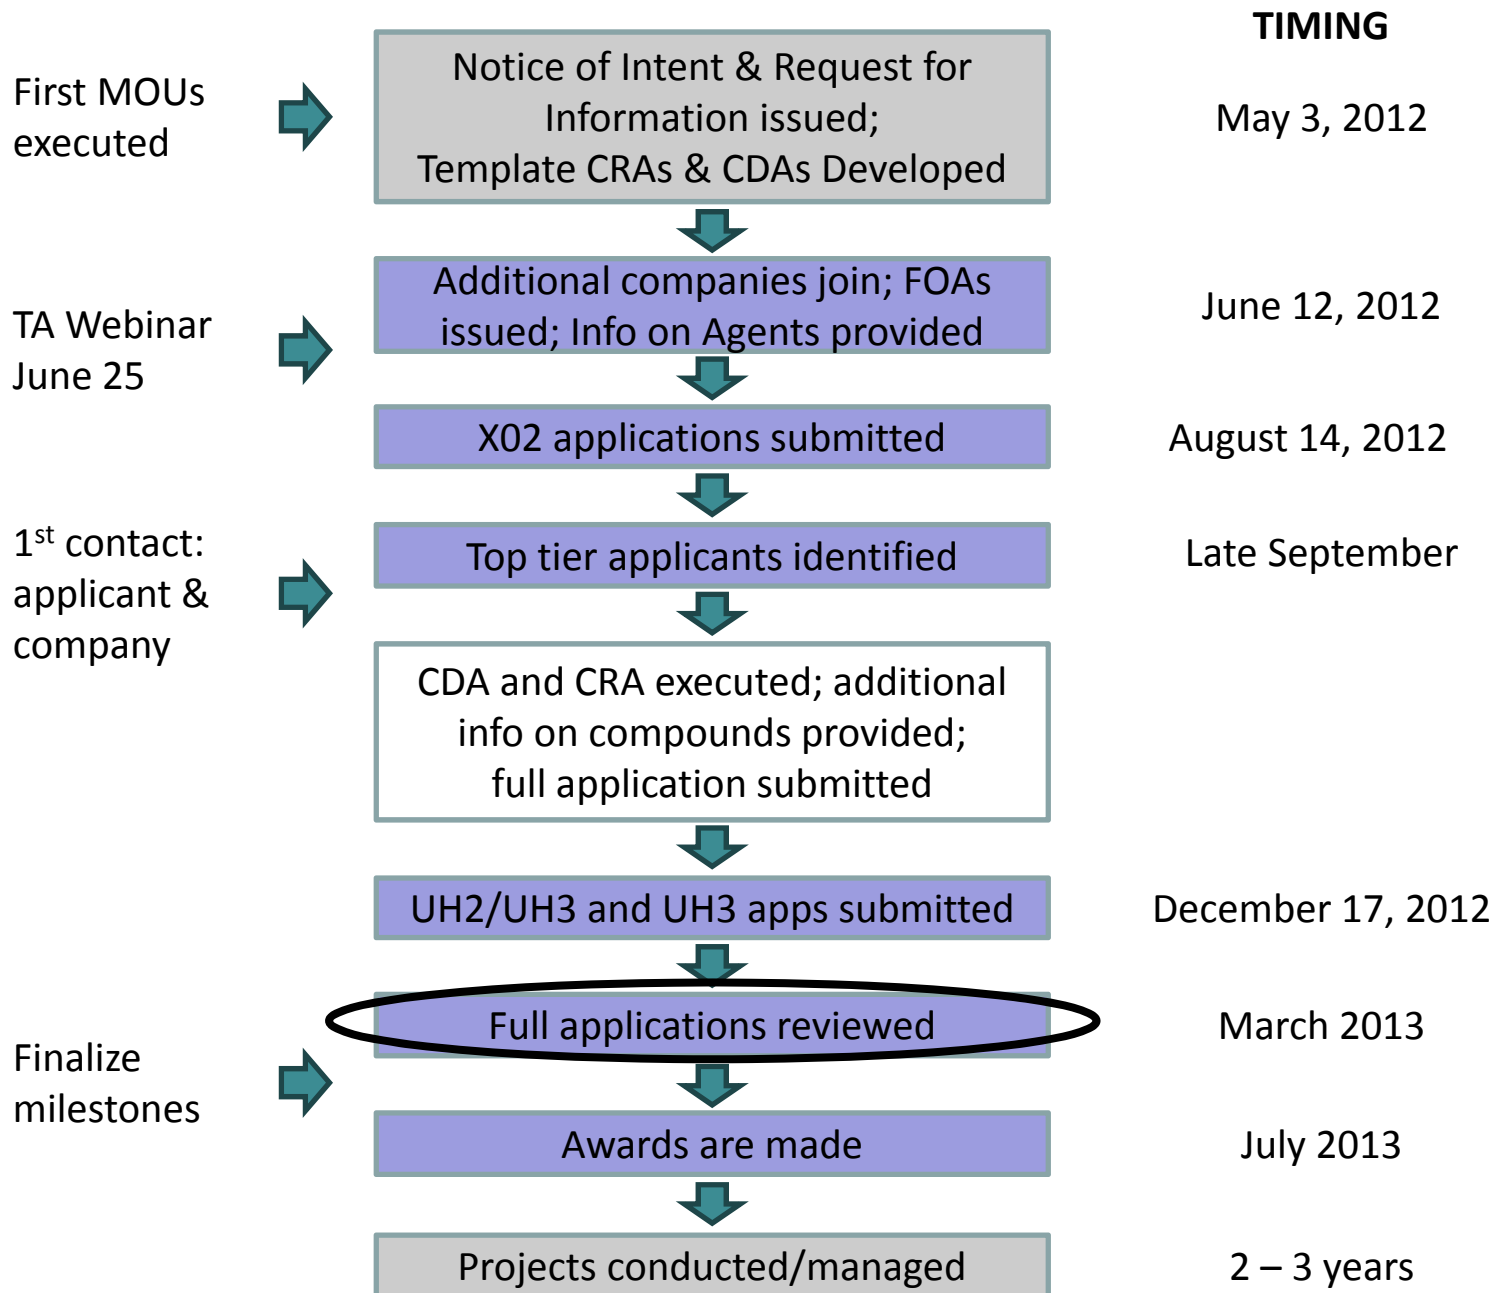 TIMING
First MOUs
executed
Notice of Intent & Request for
Information issued;
Template CRAs & CDAs Developed
May 3, 2012
Additional companies join; FOAs
issued; Info on Agents provided
June 12, 2012
TA Webinar
June 25
X02 applications submitted
August 14, 2012
1st contact:
applicant &
company
Top tier applicants identified
Late September
CDA and CRA executed; additional
info on compounds provided;
full application submitted
UH2/UH3 and UH3 apps submitted
December 17, 2012
Full applications reviewed
March 2013
Finalize
milestones
Awards are made
July 2013
Projects conducted/managed
2 – 3 years